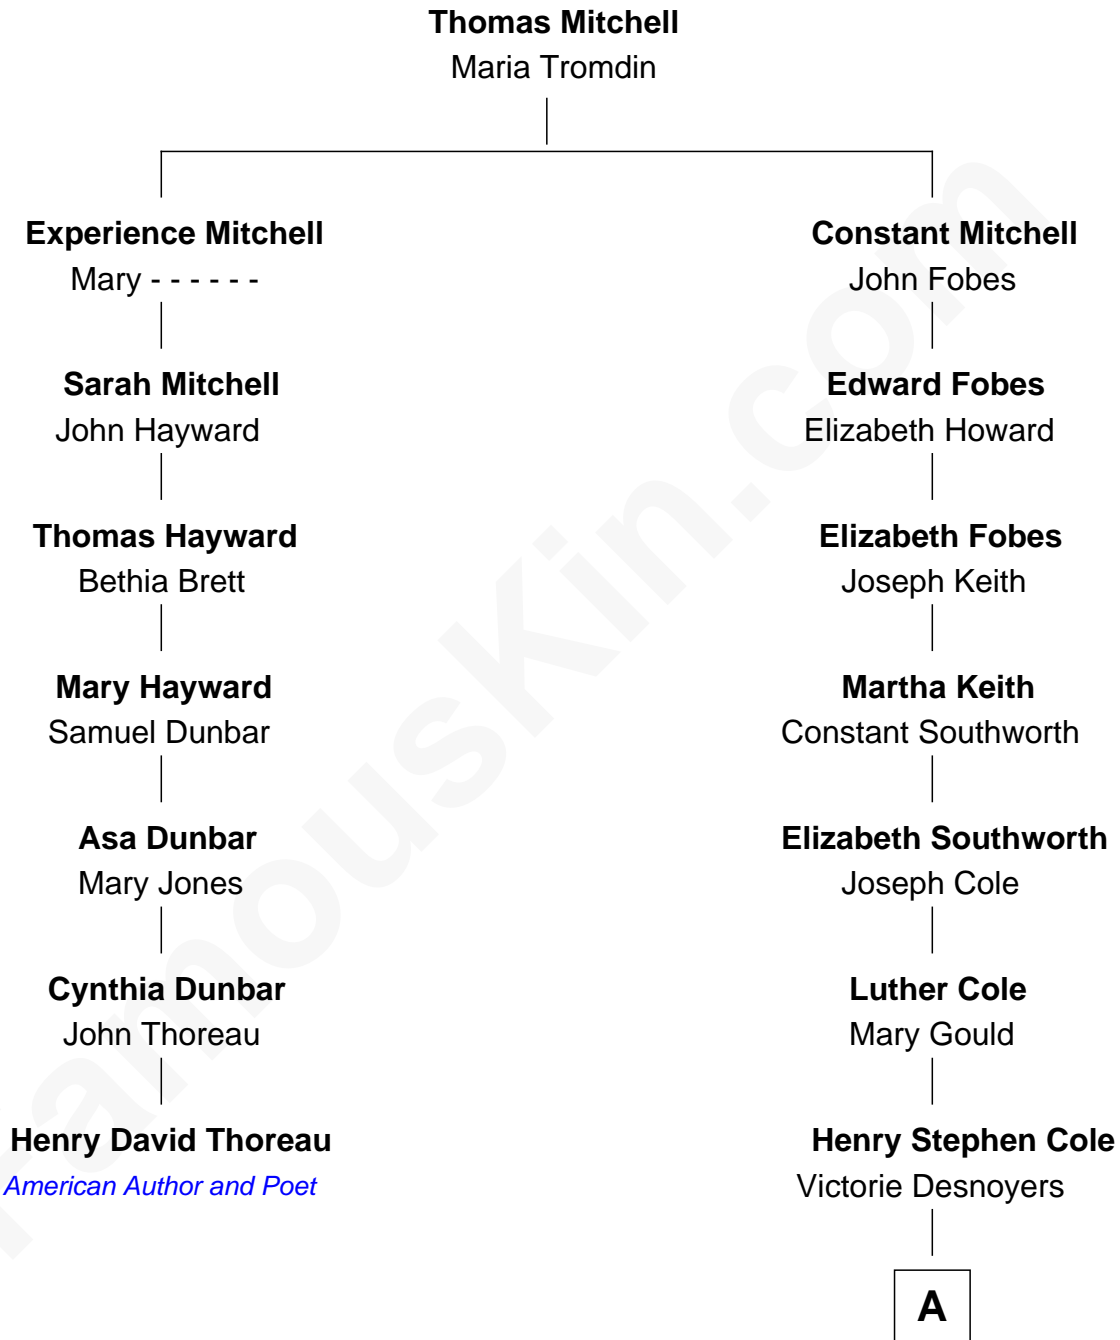 Thomas Mitchell
Maria Tromdin
Experience Mitchell
Mary - - - - - -
Constant Mitchell
John Fobes
Sarah Mitchell
John Hayward
Edward Fobes
Elizabeth Howard
Thomas Hayward
Bethia Brett
Elizabeth Fobes
Joseph Keith
Mary Hayward
Samuel Dunbar
Martha Keith
Constant Southworth
Asa Dunbar
Mary Jones
Elizabeth Southworth
Joseph Cole
Cynthia Dunbar
John Thoreau
Luther Cole
Mary Gould
Henry David Thoreau
American Author and Poet
Henry Stephen Cole
Victorie Desnoyers
A
FamousKin.com